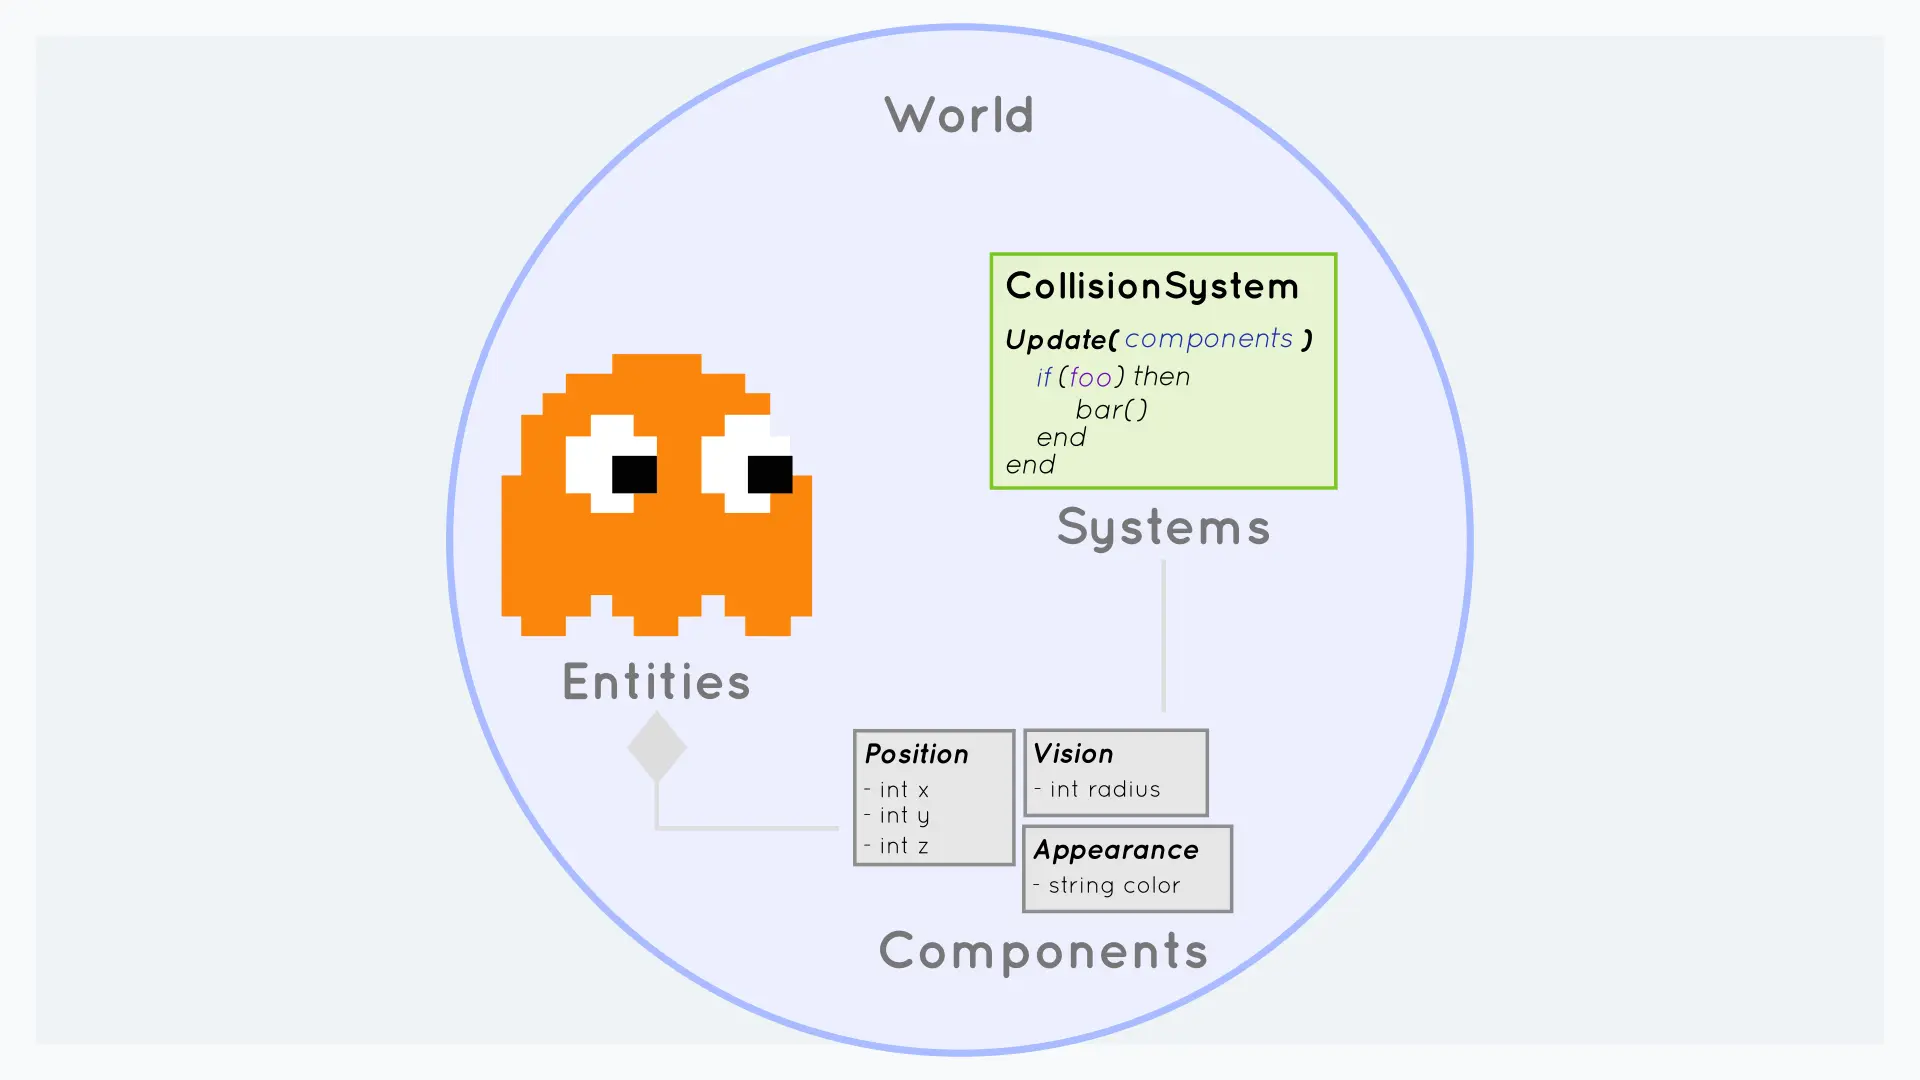 World
CollisionSystem
Update( components )
if (foo) then
bar()
end
end
Systems
Entities
Position
- int x
- int y
- int z
Vision
- int radius
Appearance
- string color
Components